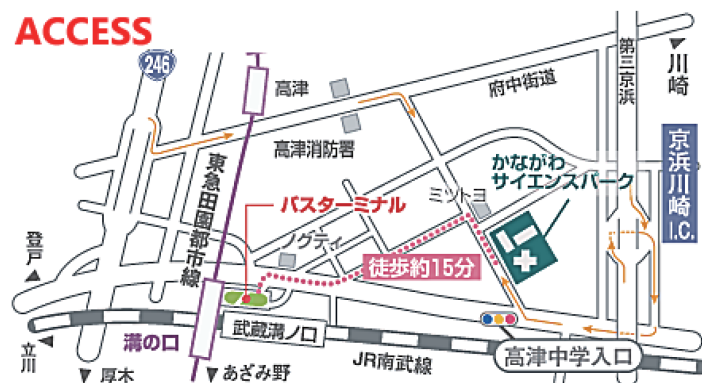 ACCESS
246
高津
府中街道
第三京浜
川崎
高津消防署
京浜川崎I.C.
かながわ
サイエンスパーク
東急田園都市線
バスターミナル
ミツトヨ
ノクティ
登戸
徒歩約15分
武蔵溝ノ口
溝の口
立川
厚木
あざみ野
JR南武線
高津中学入口